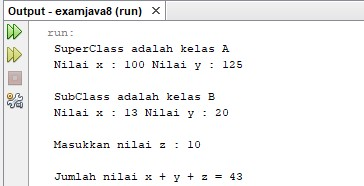 Output - examjava8 (run)
run:
SuperClass adalah kelas A
Nilai x : 100 Nilai y : 125
SubClass adalah kelas B
Nilai x : 13 Nilai y : 20
Masukkan nilai z : 10
Jumlah nilai x + y + z = 43